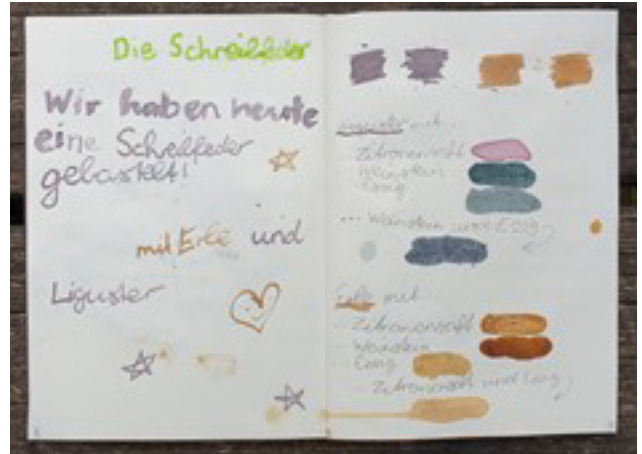 Die Schreibfeder
Wir haben heute
eine Schreibfeder
gebastelt!
mit Erle und
Liguster
Liguster mit ...
... Zitronensaft
... Weinstein
... Essig
... Weinstein und Essig
Erle mit
... Zitronensaft
... Weinstein
... Essig
... Zitronensaft und Essig